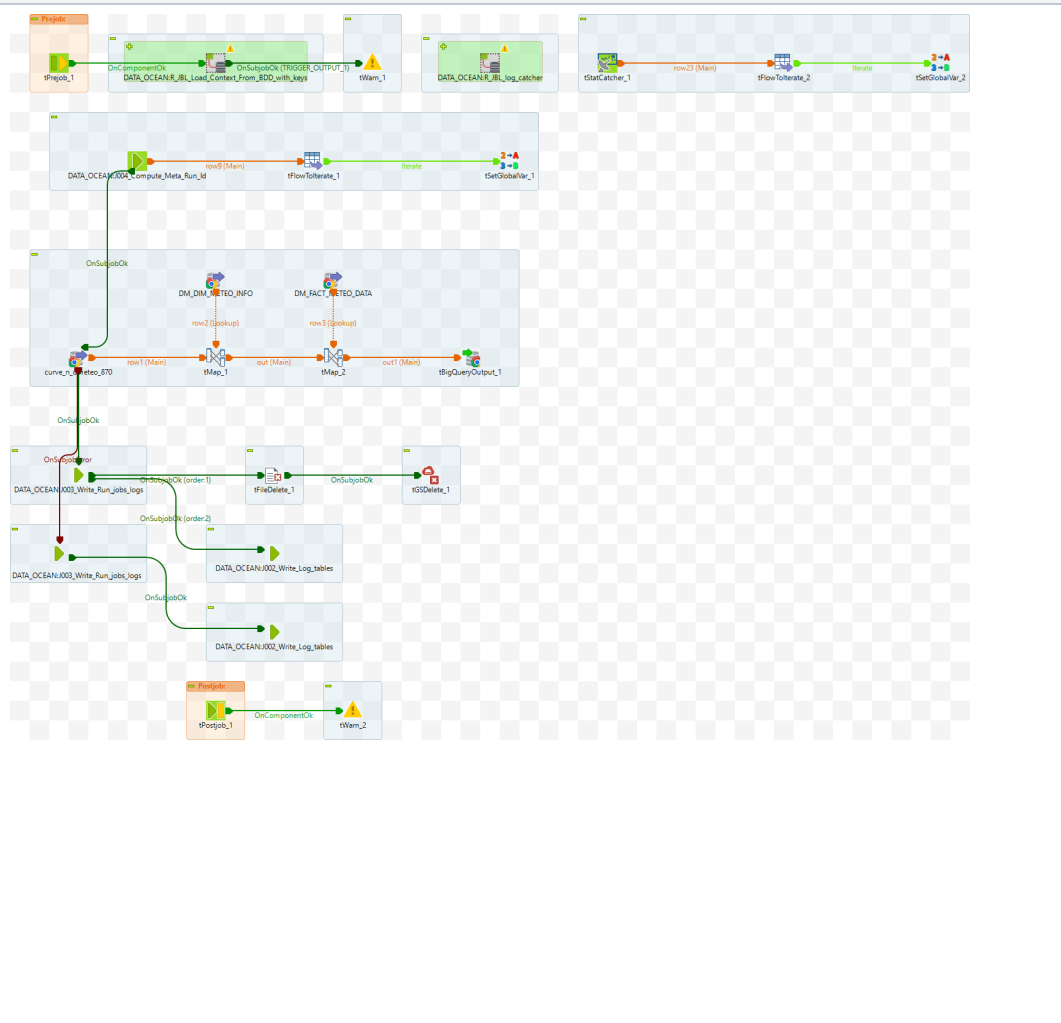 Prejob:
OnComponentOk
OnSubjobOk (TRIGGER_OUTPUT_1)
tPrejob_1
DATA_OCEAN:R_JBL_Load_Context_From_BDD_with_keys
tWarn_1
DATA_OCEAN:R_JBL_log_catcher
tStatCatcher_1
row23 (Main)
tFlowToIterate_2
Iterate
tSetGlobalVar_2
row9 (Main)
Iterate
DATA_OCEAN:J004_Compute_Meta_Run_Id
tFlowToIterate_1
tSetGlobalVar_1
OnSubjobOk
DM_DIM_METEO_INFO
DM_FACT_METEO_DATA
row2 (Lookup)
row3 (Lookup)
row1 (Main)
out (Main)
out1 (Main)
tMap_1
tMap_2
tBigQueryOutput_1
OnSubjobOk
OnSubjobError
OnSubjobOk (order:1)
OnSubjobOk
DATA_OCEAN:J003_Write_Run_jobs_logs
tFileDelete_1
tGSDelete_1
OnSubjobOk (order:2)
DATA_OCEAN:J002_Write_Log_tables
DATA_OCEAN:J003_Write_Run_jobs_logs
OnSubjobOk
DATA_OCEAN:J002_Write_Log_tables
Postjob:
OnComponentOk
tPostjob_1
tWarn_2